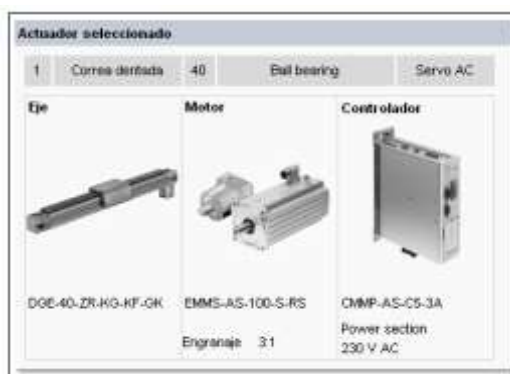 Actuador seleccionado
1 Correa dentada 40 Ball bearing Servo AC
Eje Motor Controlador
DGE-40-ZR-KG-KF-GK EMMS-AS-100-S-RS CMMP-AS-C5-3A
Engranaje 3:1
Power section
230 V AC